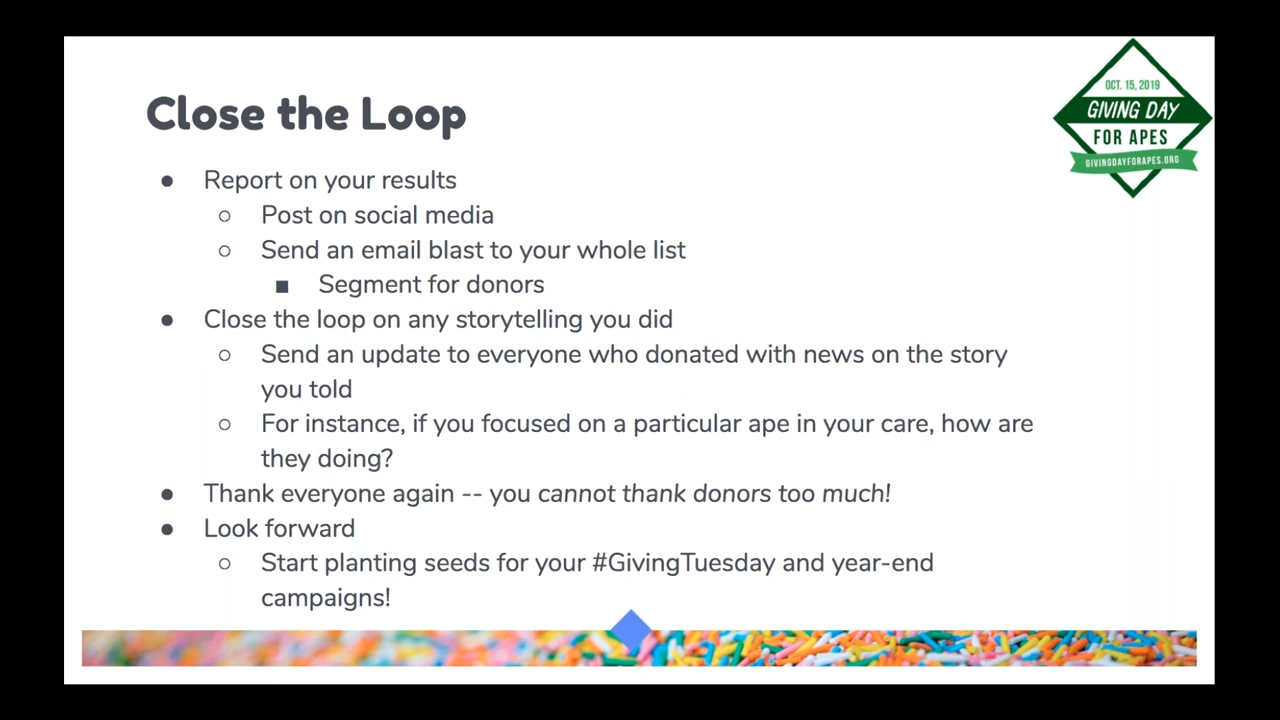 Close the Loop
OCT. 15, 2019
GIVING DAY
FOR APES
GIVINGDAYFORAPES.ORG
● Report on your results
○ Post on social media
○ Send an email blast to your whole list
■ Segment for donors
● Close the loop on any storytelling you did
○ Send an update to everyone who donated with news on the story
you told
○ For instance, if you focused on a particular ape in your care, how are
they doing?
● Thank everyone again -- you cannot thank donors too much!
● Look forward
○ Start planting seeds for your #GivingTuesday and year-end
campaigns!